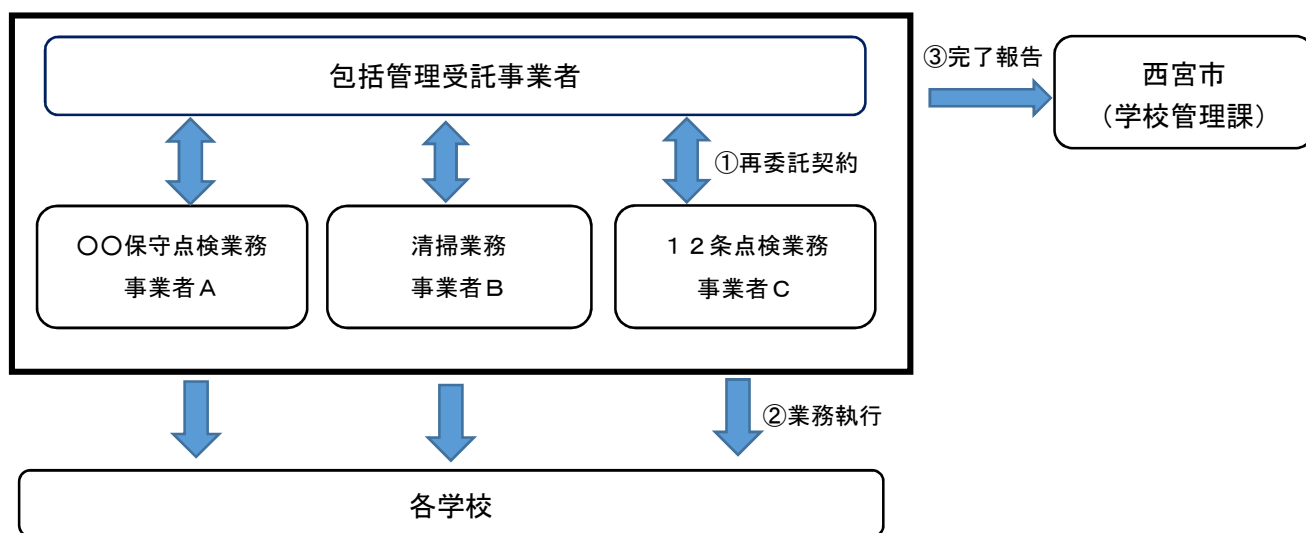 包括管理受託事業者
③完了報告
西宮市
（学校管理課）
①再委託契約
〇〇保守点検業務
事業者Ａ
清掃業務
事業者Ｂ
１２条点検業務
事業者Ｃ
②業務執行
各学校